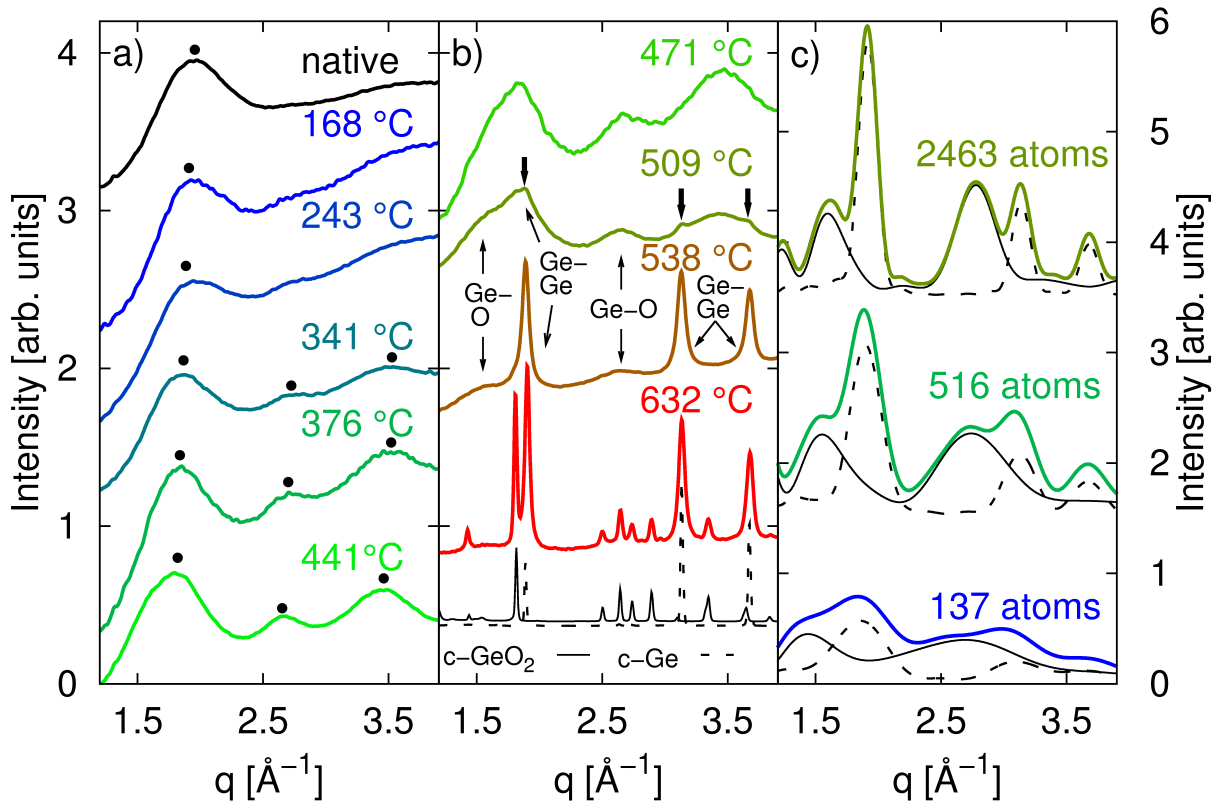 a)
native
168 °C
243 °C
341 °C
376 °C
441°C
b)
471 °C
509 °C
538 °C
632 °C
Ge–
O
Ge–
Ge
Ge–O
Ge–
Ge
c–GeO2
c–Ge
c)
2463 atoms
516 atoms
137 atoms
Intensity [arb. units]
4
3
2
1
0
1.5
2.5
3.5
q [Å⁻¹]
1.5
2.5
3.5
q [Å⁻¹]
1.5
2.5
3.5
q [Å⁻¹]
6
5
4
3
2
1
0
Intensity [arb. units]